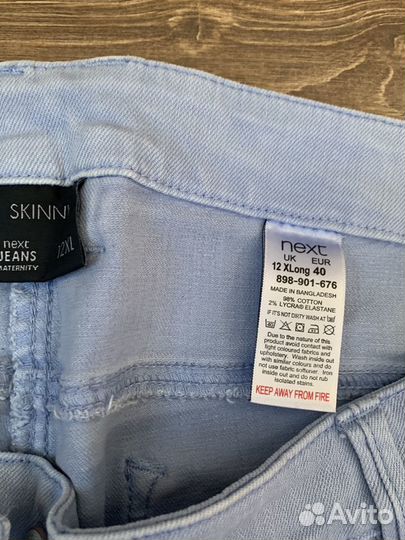 SKINN
next
JEANS
MATERNITY
12XL
next
UK EUR
12 XLong 40
898-901-676
MADE IN BANGLADESH
98% COTTON
2% LYCRA® ELASTANE
IF IT'S NOT DIRTY WASH AT
Due to the nature of this
product avoid contact with
light coloured fabrics and
upholstery. Wash inside out
with similar colours and do
not use fabric softener. Iron
inside out and do not rub
isolated stains.
KEEP AWAY FROM FIRE
Avito